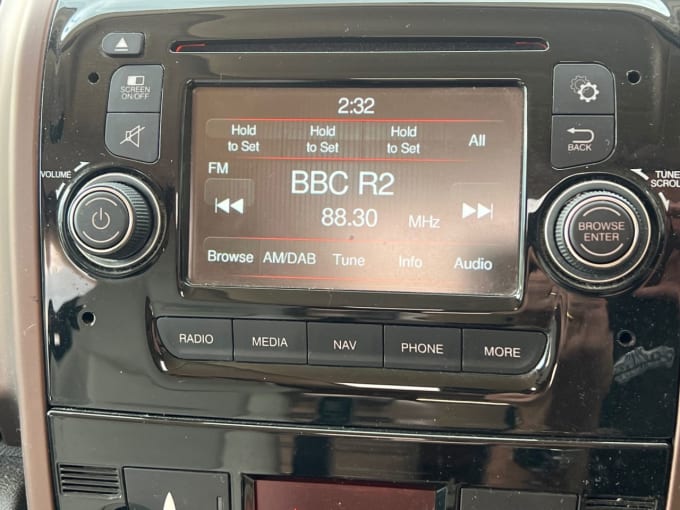 2:32
SCREEN
ON/OFF
Hold
to Set
Hold
to Set
Hold
to Set
All
FM
BBC R2
88.30 MHz
Browse AM/DAB Tune Info Audio
VOLUME
BACK
TUNE
SCROLL
BROWSE
ENTER
RADIO MEDIA NAV PHONE MORE